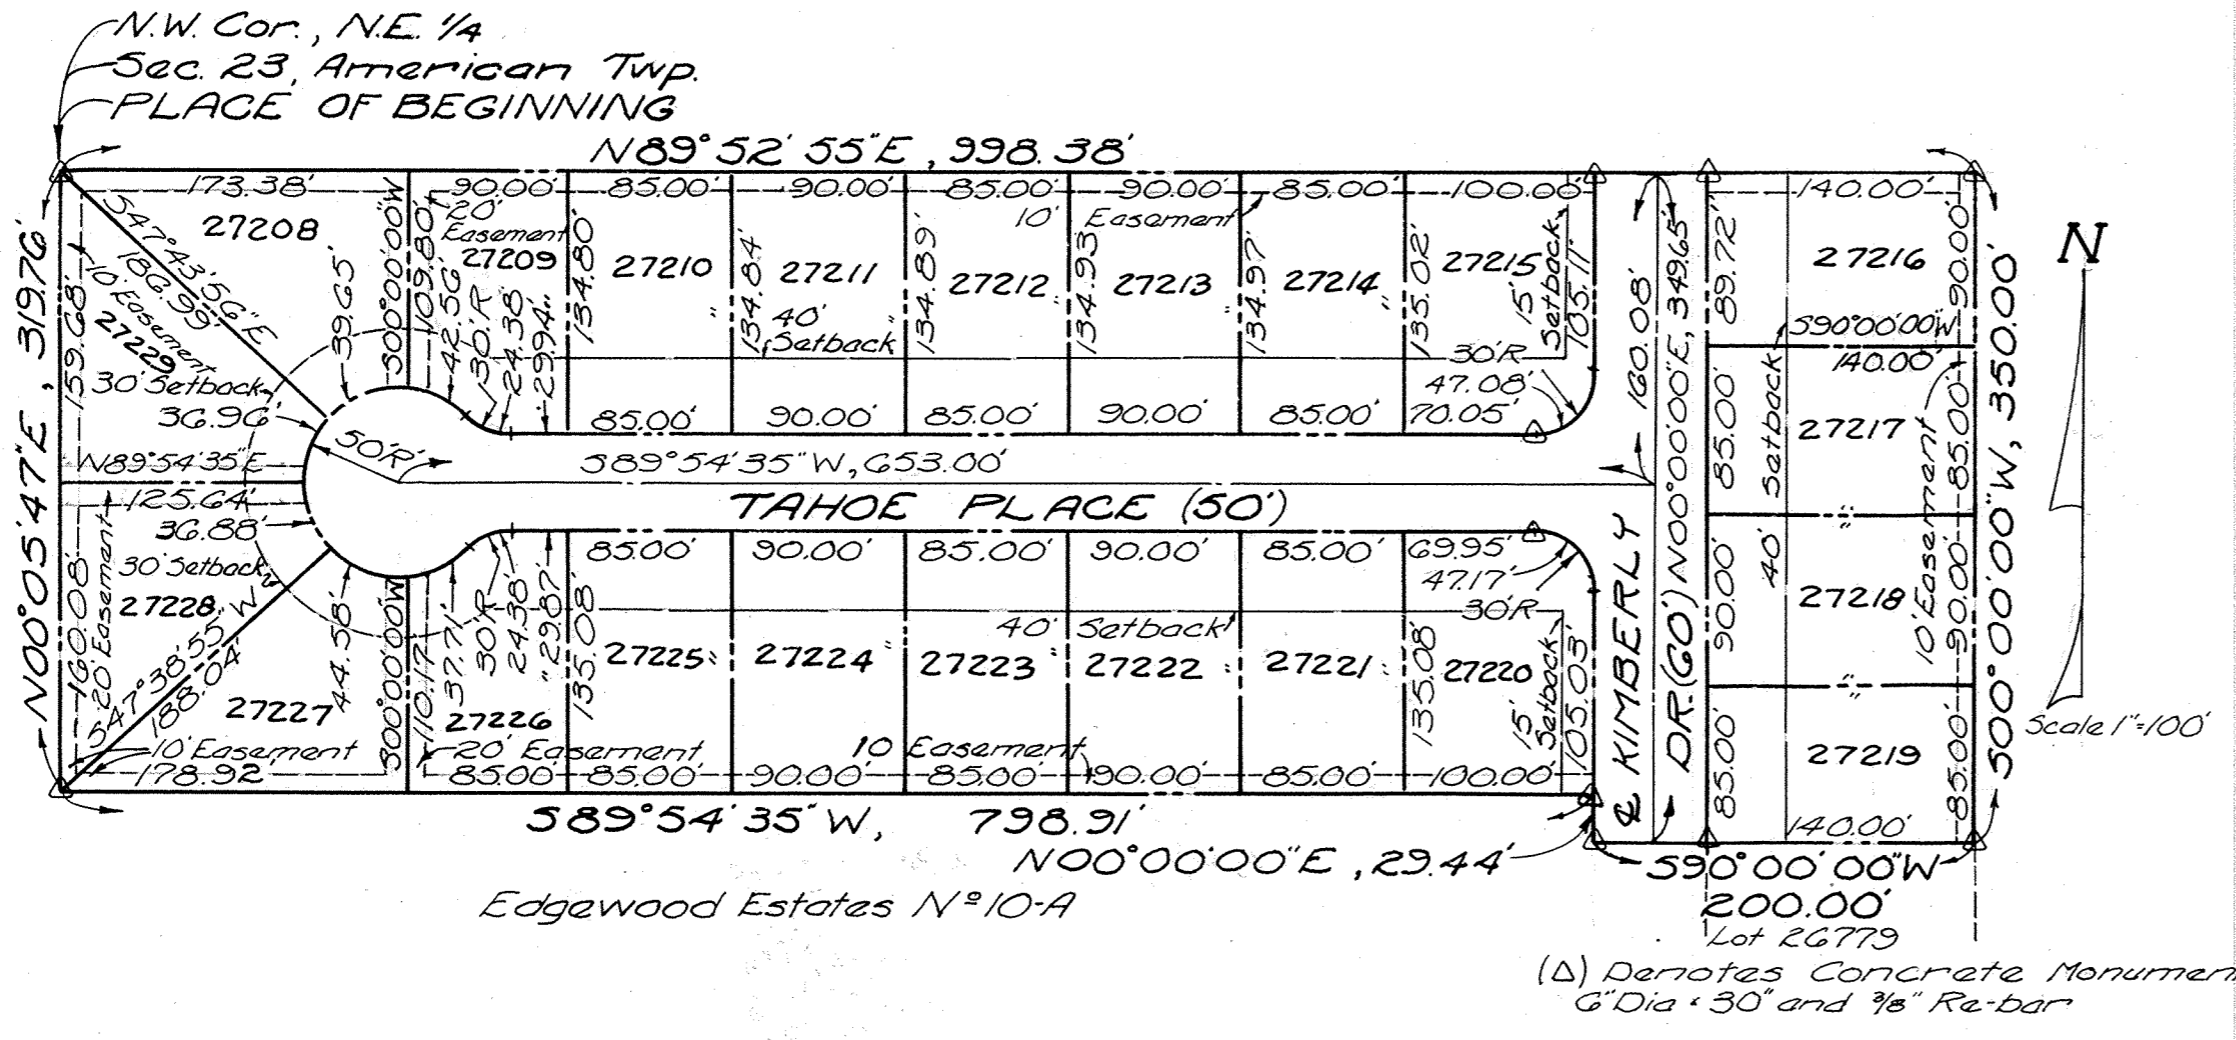 N.W. Cor., N.E. 1/4
Sec. 23, American Twp.
PLACE OF BEGINNING
N89°52'55"E, 998.38'
173.38' 90.00' 85.00' 90.00' 85.00' 90.00' 85.00' 100.00' 140.00'
27208
20'
Easement
27209
10' Easement
27210
27211
27212
27213
27214
27215
27216
S47°43'56"E
186.99'
10' Easement
27229
159.68'
N00°05'47"E, 319.76'
39.65'
S00°00'00"W
109.80'
42.56'
30'R
24.38'
29.94'
134.80'
134.84'
134.89'
134.93'
134.97'
135.02'
15'
Setback
105.11'
160.08'
N00°00'00"E, 349.65'
89.72'
90.00'
S90°00'00"W
140.00'
40'
Setback
30'R
47.08'
30' Setback
36.96'
85.00' 90.00' 85.00' 90.00' 85.00' 70.05'
27217
85.00'
85.00'
40' Setback
10' Easement
S00°00'00"W, 350.00'
N
Scale 1"=100'
50'R
N89°54'35"E
125.64'
S89°54'35"W, 653.00'
TAHOE PLACE (50')
36.88'
30' Setback
27228
20' Easement
160.08'
85.00' 90.00' 85.00' 90.00' 85.00' 69.95'
47.17'
30'R
S47°38'55"W
188.04'
27227
44.58'
S00°00'00"W
110.17'
37.71'
30'R
24.38'
29.87'
135.08'
27226
27225
27224
27223
27222
27221
27220
40' Setback
135.08'
15'
Setback
105.03'
℄ KIMBERLY
DR. (60')
27218
90.00'
90.00'
27219
85.00'
85.00'
10' Easement
20' Easement
10 Easement
178.92' 85.00' 85.00' 90.00' 85.00' 90.00' 85.00' 100.00' 140.00'
S89°54'35"W, 798.91'
N00°00'00"E, 29.44'
S90°00'00"W
200.00'
Edgewood Estates Nº10-A
Lot 26779
(△) Denotes Concrete Monumen
6"Dia x 30" and 3/8" Re-bar